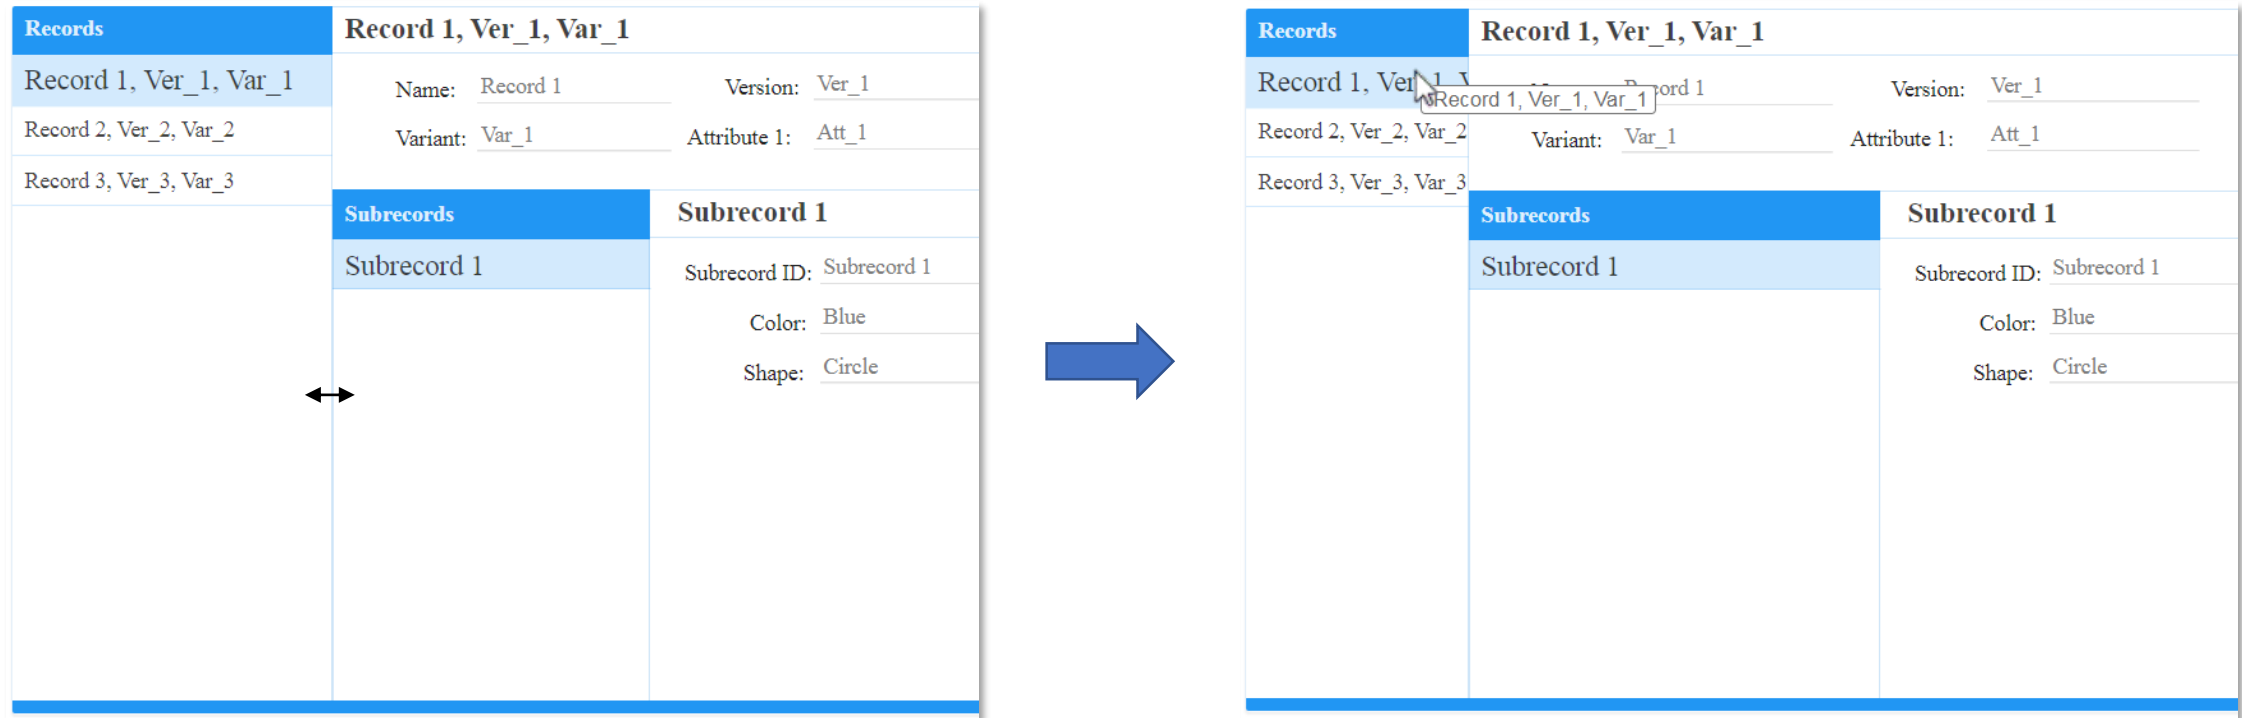 Records
Record 1, Ver_1, Var_1
Record 2, Ver_2, Var_2
Record 3, Ver_3, Var_3
Record 1, Ver_1, Var_1
Name: Record 1 Version: Ver_1
Variant: Var_1 Attribute 1: Att_1
Subrecords
Subrecord 1
Subrecord 1
Subrecord ID: Subrecord 1
Color: Blue
Shape: Circle
Records
Record 1, Ver 1, V
Record 1, Ver_1, Var_1
Record 2, Ver_2, Var_2
Record 3, Ver_3, Var_3
Record 1, Ver_1, Var_1
cord 1 Version: Ver_1
Variant: Var_1 Attribute 1: Att_1
Subrecords
Subrecord 1
Subrecord 1
Subrecord ID: Subrecord 1
Color: Blue
Shape: Circle